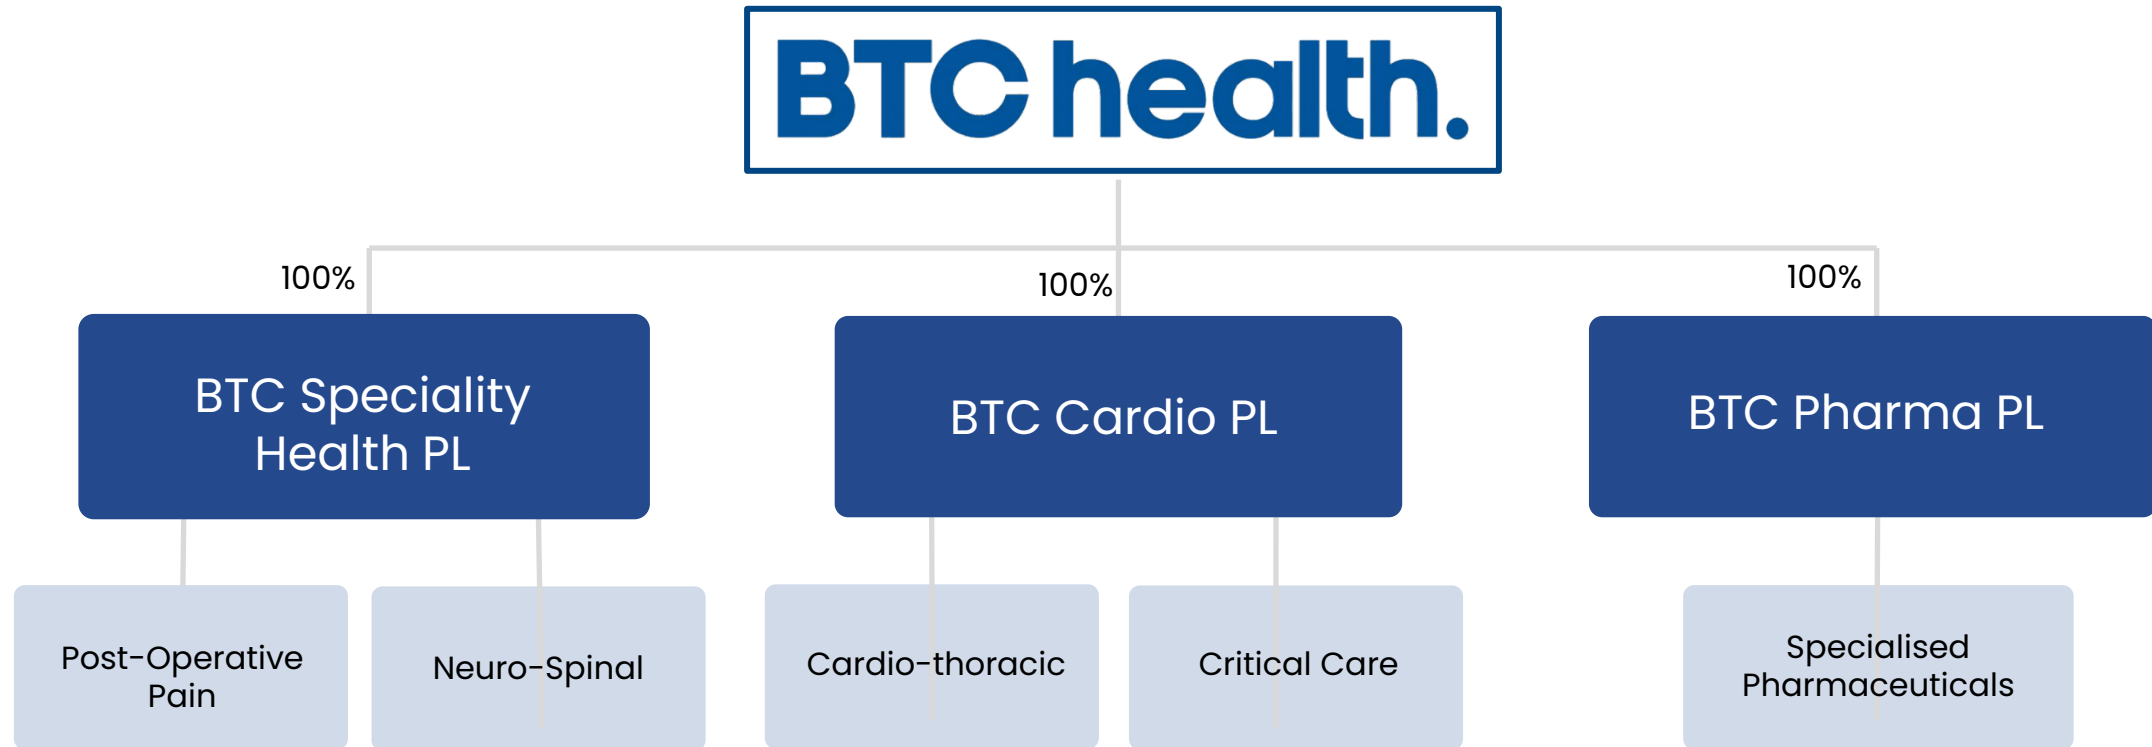 BTC health.
100%
100%
100%
BTC Speciality
Health PL
BTC Cardio PL
BTC Pharma PL
Post-Operative
Pain
Neuro-Spinal
Cardio-thoracic
Critical Care
Specialised
Pharmaceuticals